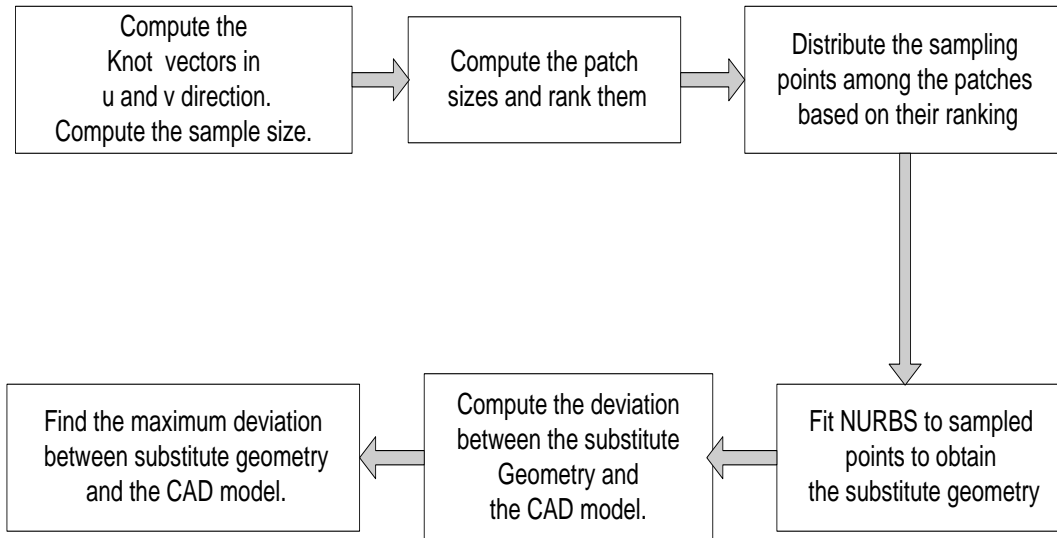 Compute the
Knot vectors in
u and v direction.
Compute the sample size.
Compute the patch
sizes and rank them
Distribute the sampling
points among the patches
based on their ranking
Fit NURBS to sampled
points to obtain
the substitute geometry
Compute the deviation
between the substitute
Geometry and
the CAD model.
Find the maximum deviation
between substitute geometry
and the CAD model.